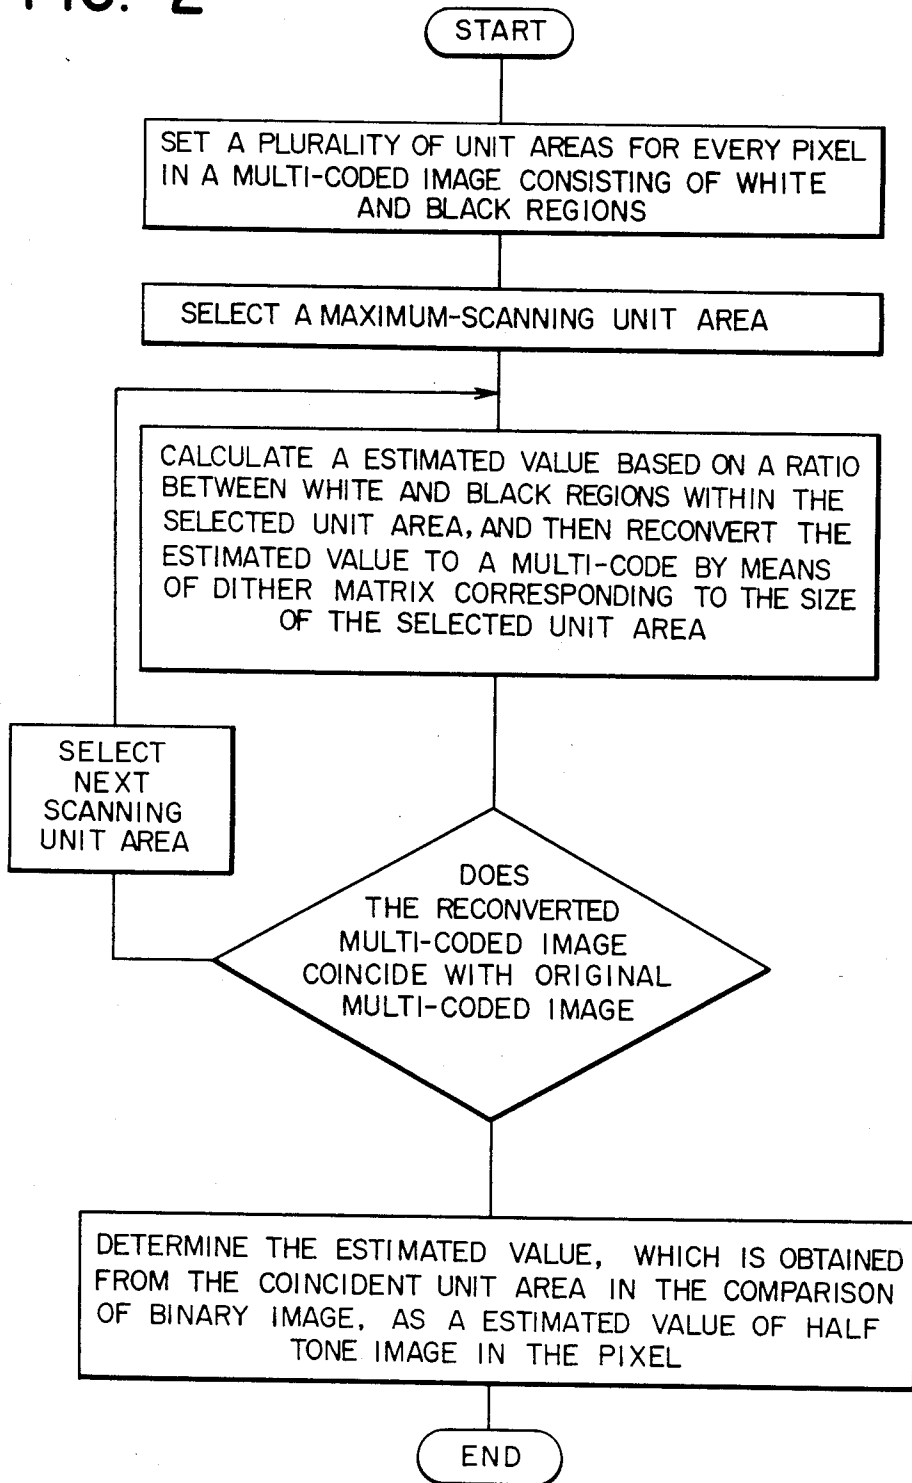 FIG. 2
START
SET A PLURALITY OF UNIT AREAS FOR EVERY PIXEL
IN A MULTI-CODED IMAGE CONSISTING OF WHITE
AND BLACK REGIONS
SELECT A MAXIMUM-SCANNING UNIT AREA
CALCULATE A ESTIMATED VALUE BASED ON A RATIO
BETWEEN WHITE AND BLACK REGIONS WITHIN THE
SELECTED UNIT AREA, AND THEN RECONVERT THE
ESTIMATED VALUE TO A MULTI-CODE BY MEANS
OF DITHER MATRIX CORRESPONDING TO THE SIZE
OF THE SELECTED UNIT AREA
SELECT
NEXT
SCANNING
UNIT AREA
DOES
THE RECONVERTED
MULTI-CODED IMAGE
COINCIDE WITH ORIGINAL
MULTI-CODED IMAGE
DETERMINE THE ESTIMATED VALUE, WHICH IS OBTAINED
FROM THE COINCIDENT UNIT AREA IN THE COMPARISON
OF BINARY IMAGE, AS A ESTIMATED VALUE OF HALF
TONE IMAGE IN THE PIXEL
END